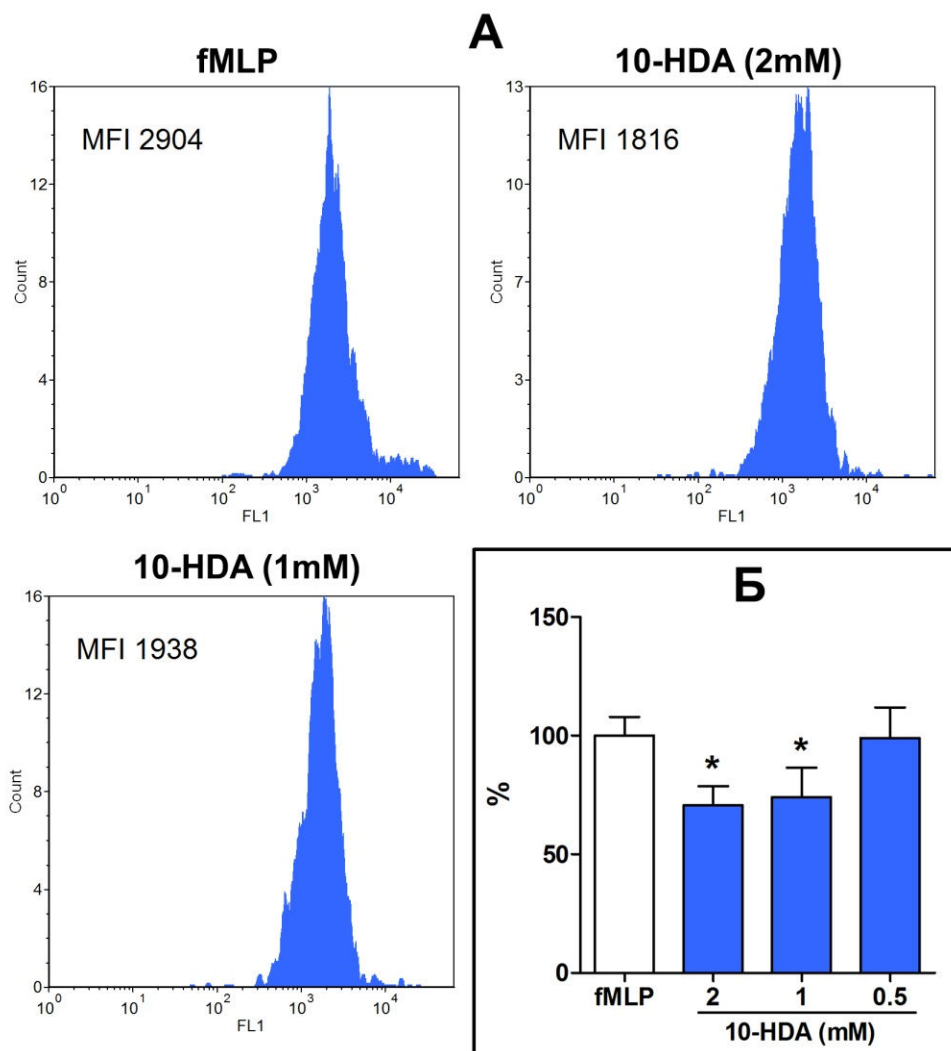 А
fMLP
MFI 2904
16
12
8
4
0
Count
10⁰ 10¹ 10² 10³ 10⁴
FL1
10-HDA (2mM)
MFI 1816
13
10
7
3
0
Count
10⁰ 10¹ 10² 10³ 10⁴
FL1
10-HDA (1mM)
MFI 1938
16
12
8
4
0
Count
10⁰ 10¹ 10² 10³ 10⁴
FL1
Б
150
100
50
0
%
* *
fMLP 2 1 0.5
10-HDA (mM)